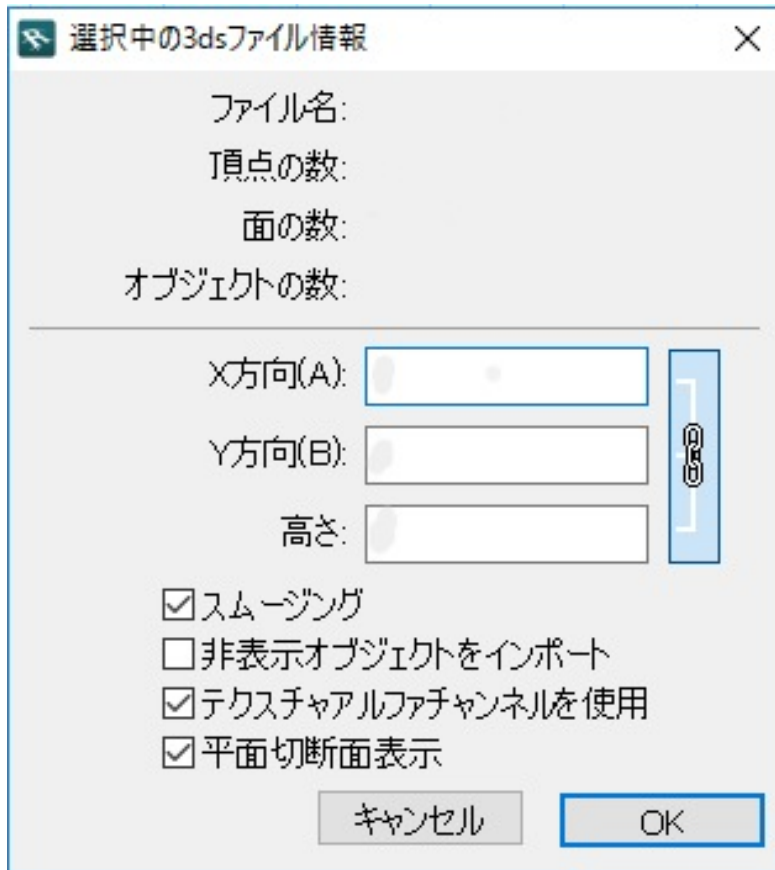 選択中の3dsファイル情報
ファイル名:
頂点の数:
面の数:
オブジェクトの数:
X方向(A):
Y方向(B):
高さ:
スムージング
非表示オブジェクトをインポート
テクスチャアルファチャンネルを使用
平面切断面表示
キャンセル OK